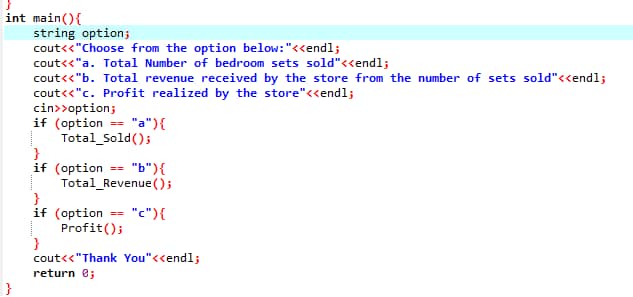 }
int main(){
string option;
cout<<"Choose from the option below:"<<endl;
cout<<"a. Total Number of bedroom sets sold"<<endl;
cout<<"b. Total revenue received by the store from the number of sets sold"<<endl;
cout<<"c. Profit realized by the store"<<endl;
cin>>option;
if (option == "a"){
Total_Sold();
}
if (option == "b"){
Total_Revenue();
}
if (option == "c"){
Profit();
}
cout<<"Thank You"<<endl;
return 0;
}